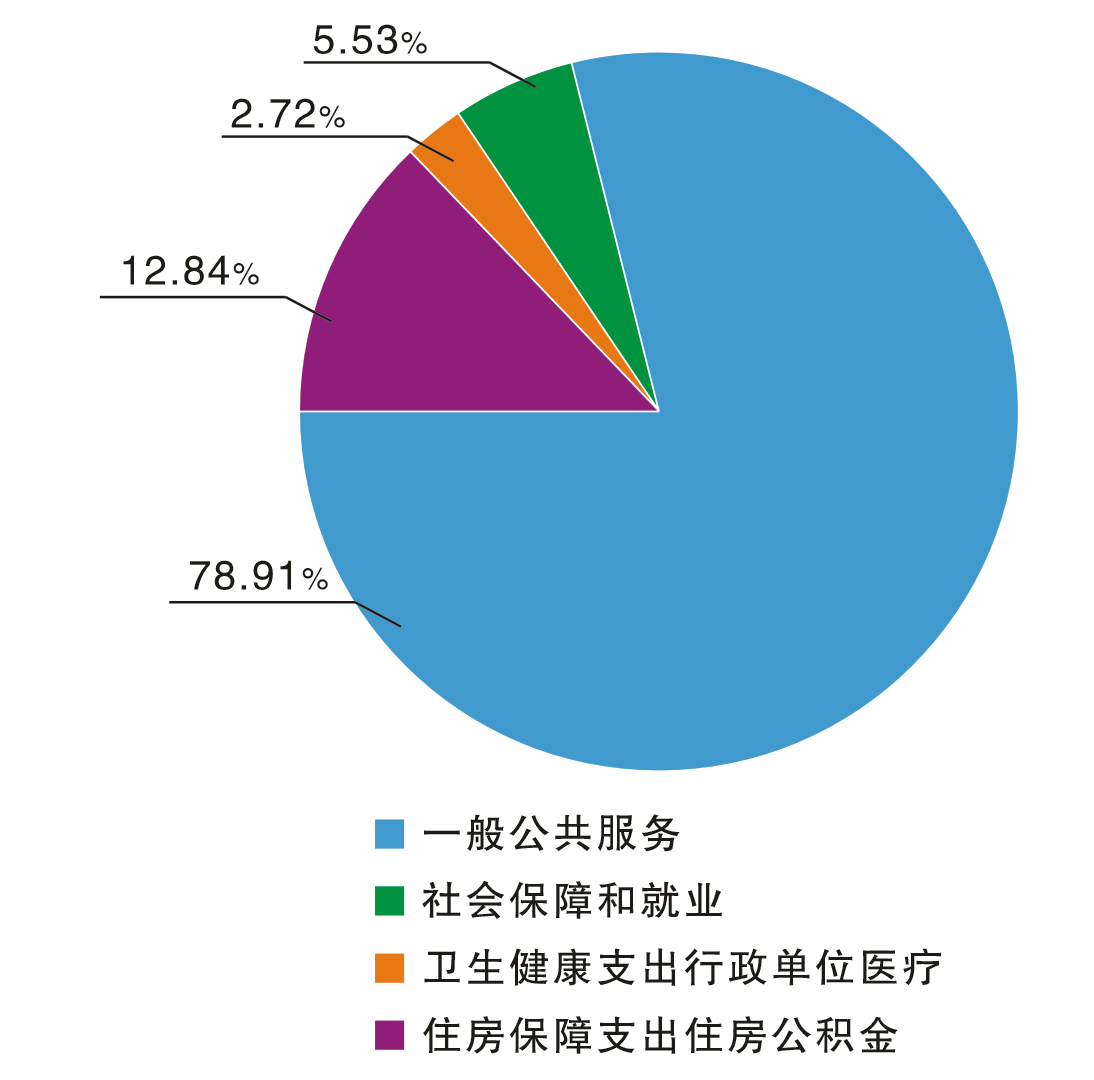 5.53%
2.72%
12.84%
78.91%
一般公共服务
社会保障和就业
卫生健康支出行政单位医疗
住房保障支出住房公积金